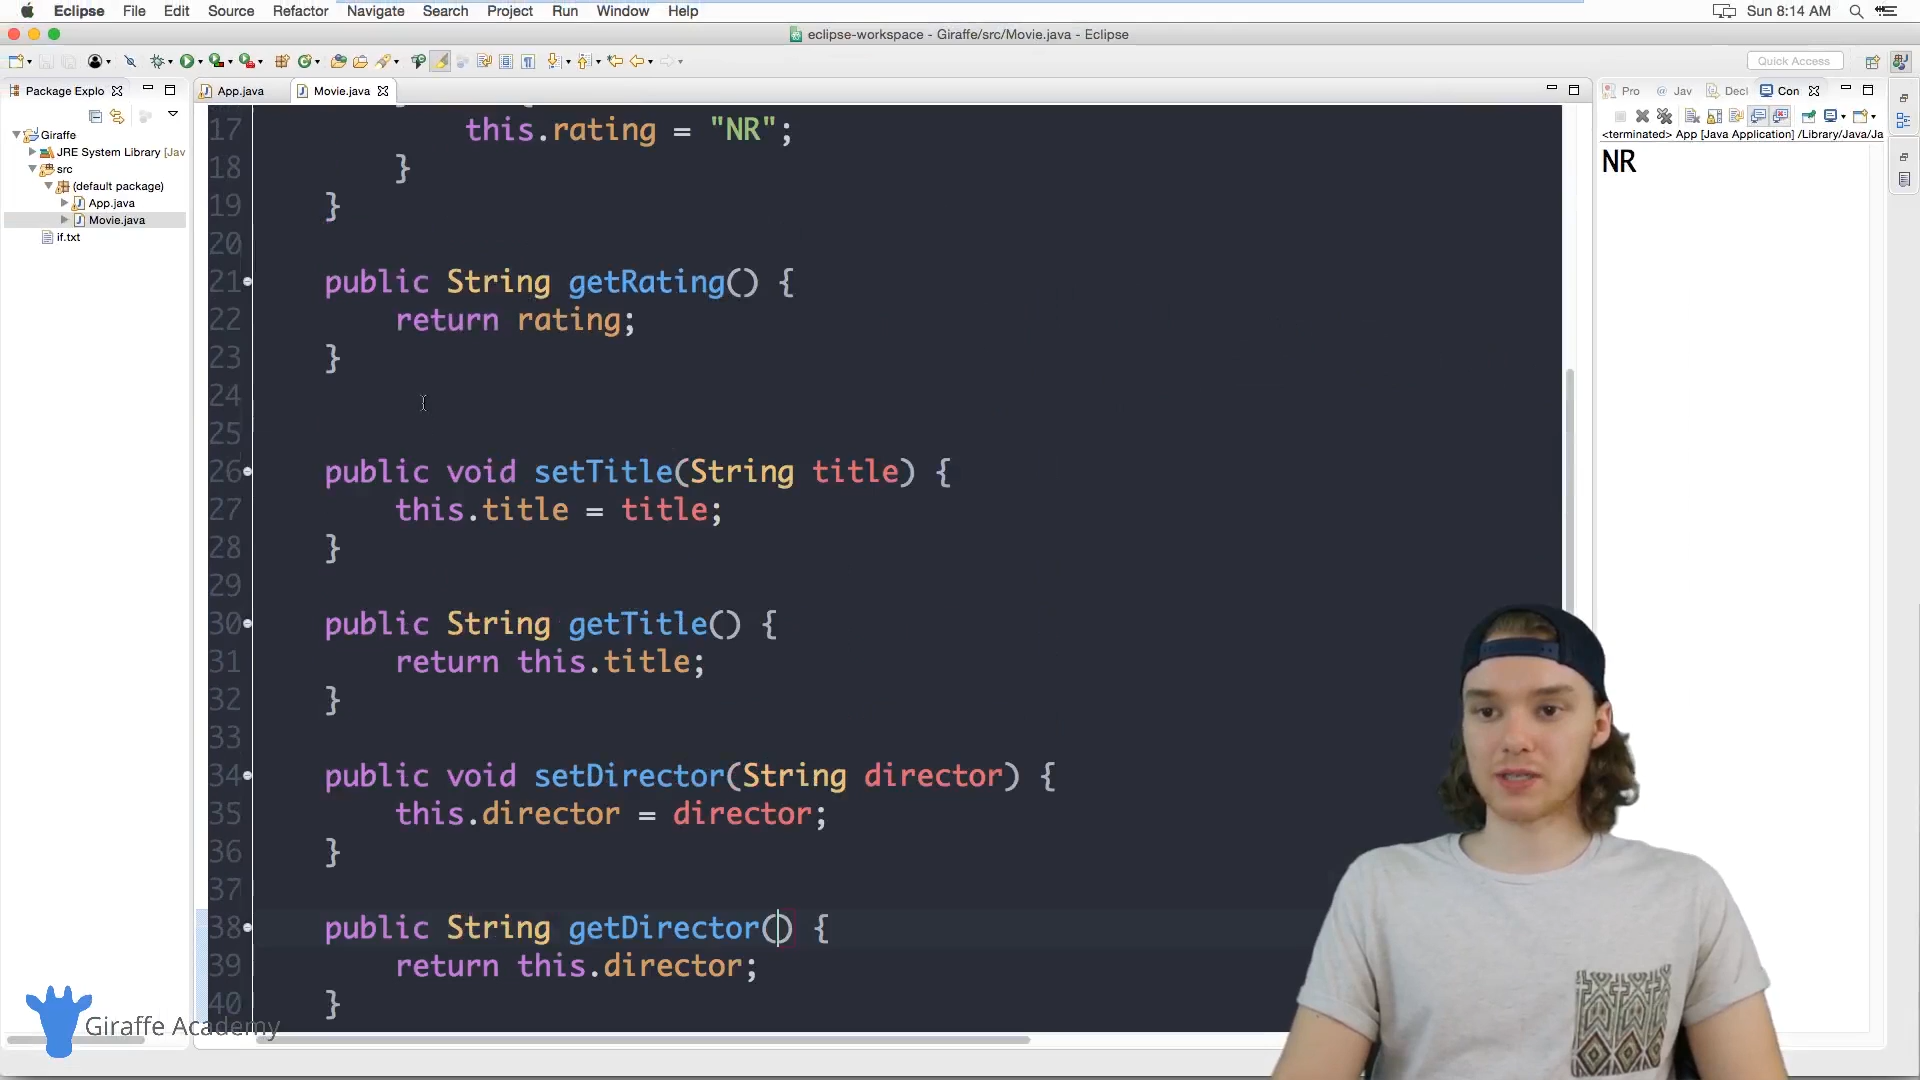 Eclipse File Edit Source Refactor Navigate Search Project Run Window Help Sun 8:14 AM
eclipse-workspace - Giraffe/src/Movie.java - Eclipse
Quick Access
Package Explo App.java Movie.java Pro Jav Decl Con
Giraffe
JRE System Library [Jav
src
(default package)
App.java
Movie.java
if.txt
<terminated> App [Java Application] /Library/Java/Ja
NR
17 this.rating = "NR";
18 }
19 }
20
21 public String getRating() {
22 return rating;
23 }
24
25
26 public void setTitle(String title) {
27 this.title = title;
28 }
29
30 public String getTitle() {
31 return this.title;
32 }
33
34 public void setDirector(String director) {
35 this.director = director;
36 }
37
38 public String getDirector() {
39 return this.director;
40 }
Giraffe Academy